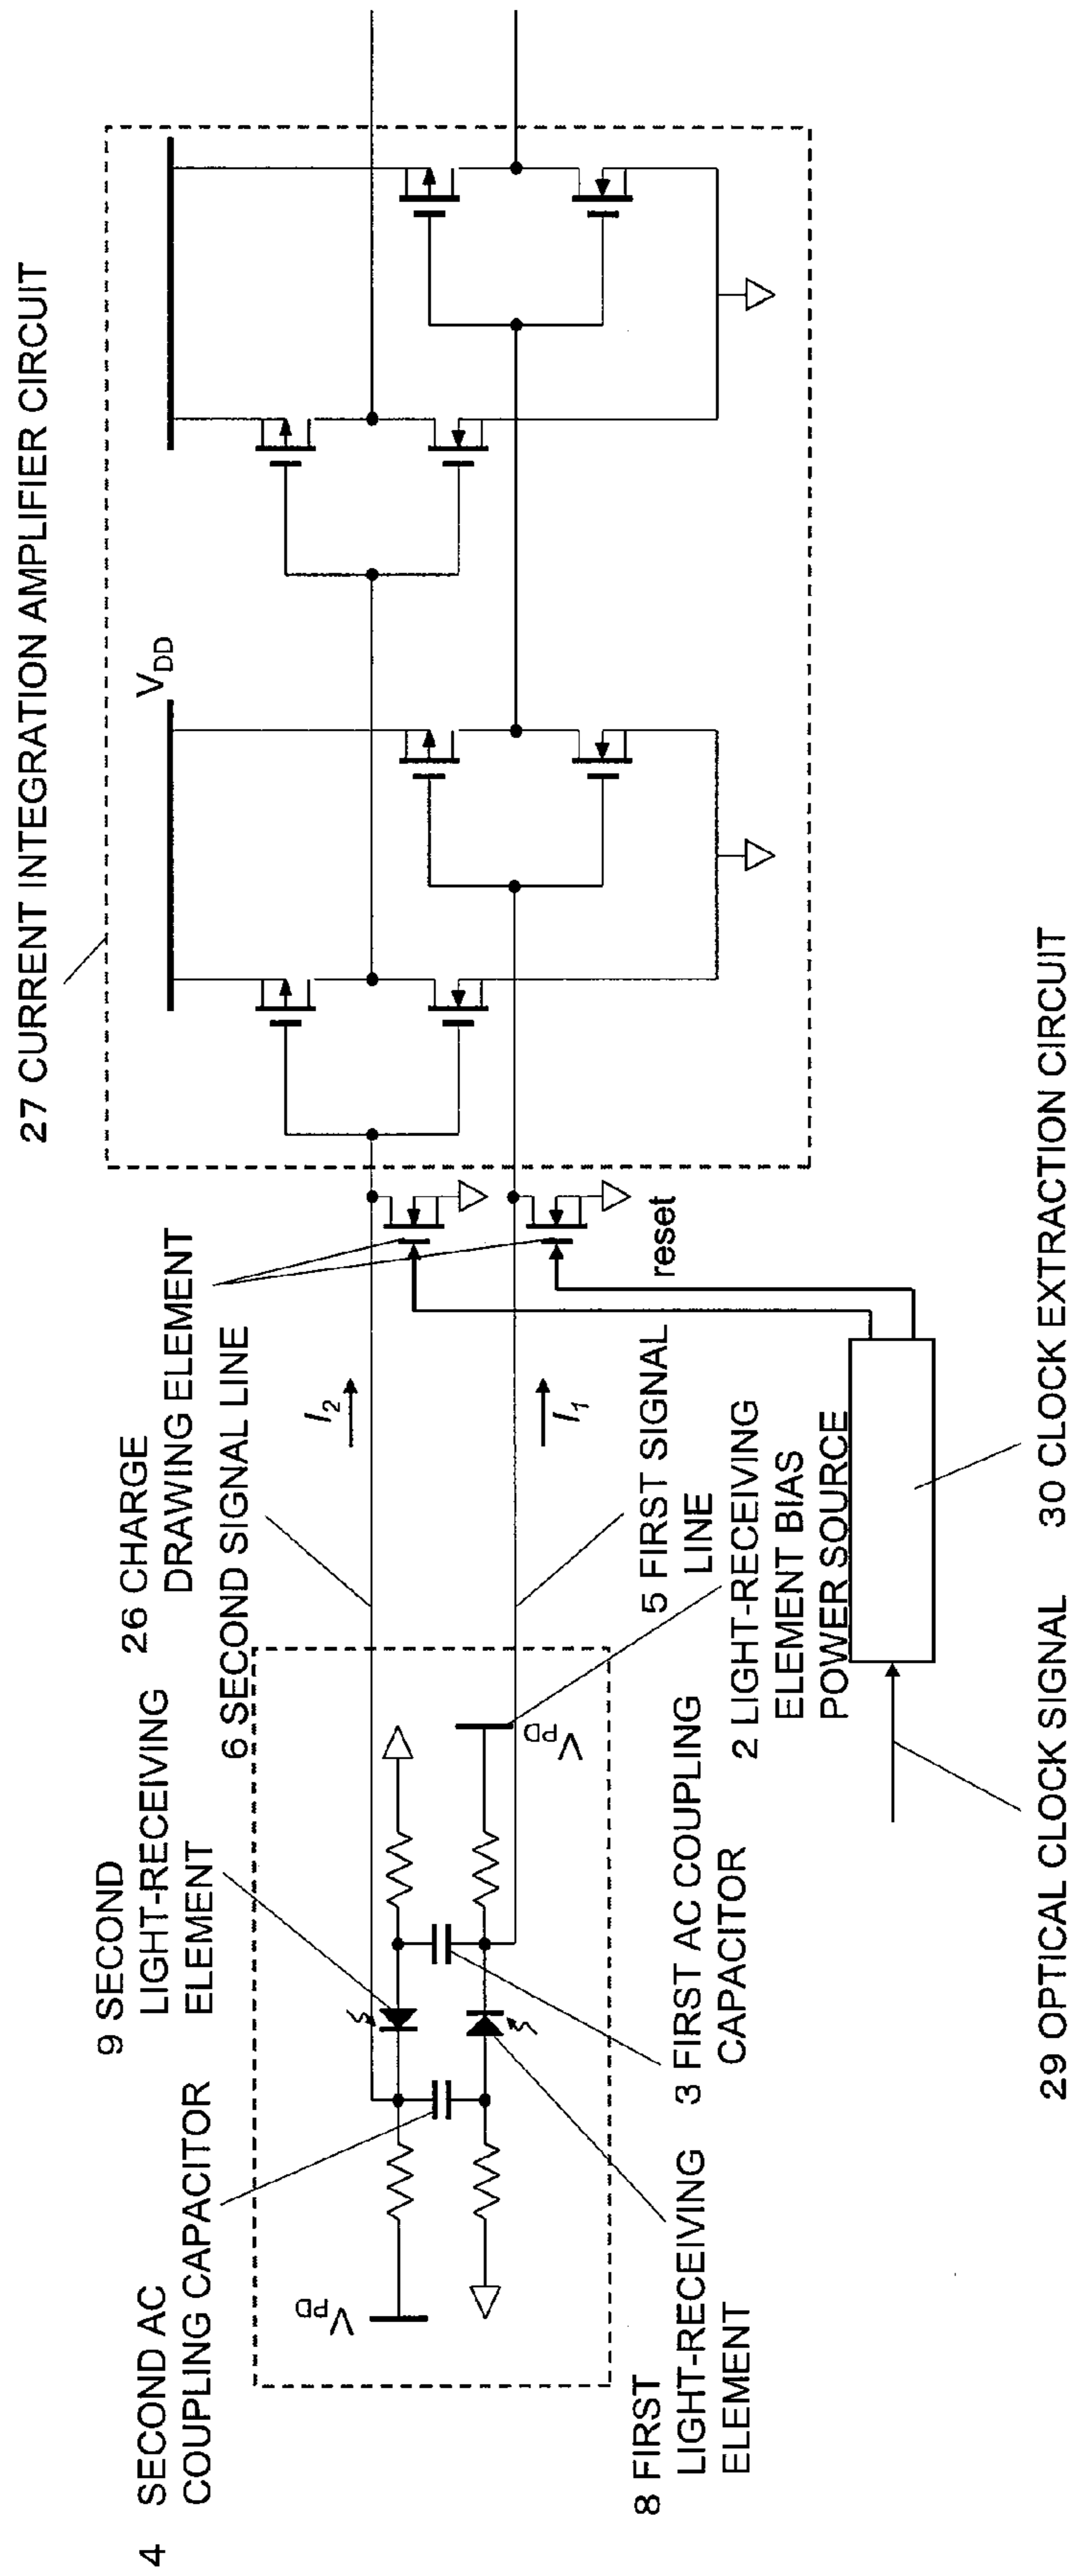 27 CURRENT INTEGRATION AMPLIFIER CIRCUIT
V_DD
26 CHARGE
DRAWING ELEMENT
6 SECOND SIGNAL LINE
9 SECOND
LIGHT-RECEIVING
ELEMENT
4 SECOND AC
COUPLING CAPACITOR
I_2
I_1
reset
V_PD
V_PD
5 FIRST SIGNAL
LINE
2 LIGHT-RECEIVING
ELEMENT BIAS
POWER SOURCE
3 FIRST AC COUPLING
CAPACITOR
8 FIRST
LIGHT-RECEIVING
ELEMENT
29 OPTICAL CLOCK SIGNAL
30 CLOCK EXTRACTION CIRCUIT